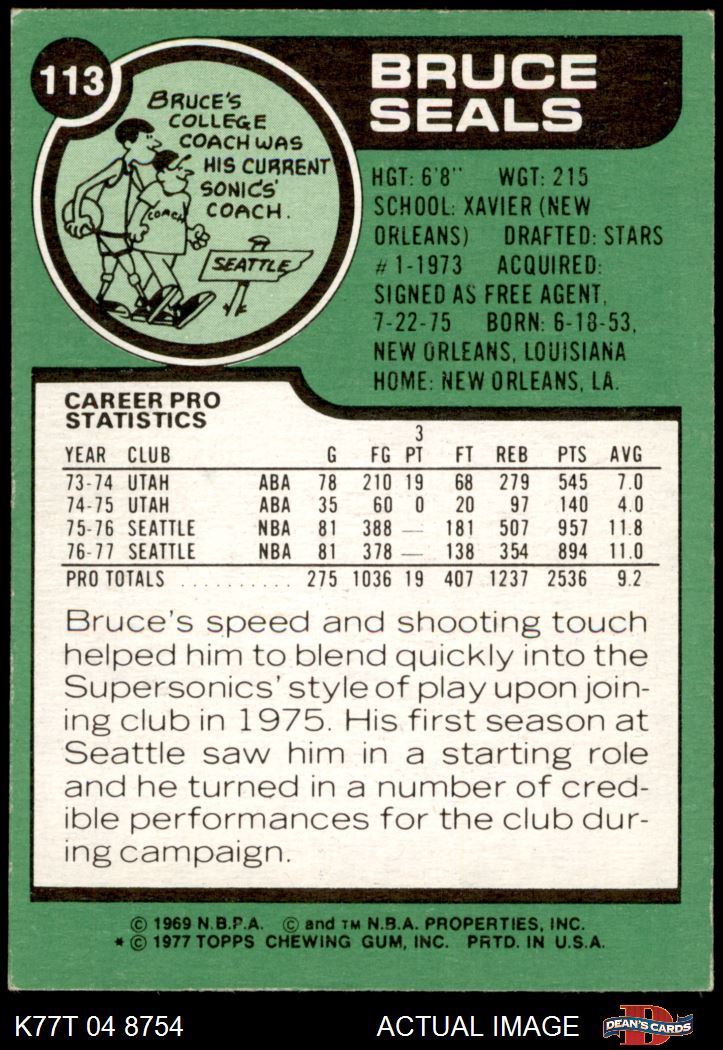 113
BRUCE
SEALS
BRUCE'S
COLLEGE
COACH WAS
HIS CURRENT
SONICS'
COACH.
COACH
SEATTLE
HGT: 6'8" WGT: 215
SCHOOL: XAVIER (NEW
ORLEANS) DRAFTED: STARS
#1-1973 ACQUIRED:
SIGNED AS FREE AGENT,
7-22-75 BORN: 6-18-53,
NEW ORLEANS, LOUISIANA
HOME: NEW ORLEANS, LA.
CAREER PRO
STATISTICS
3
YEAR CLUB G FG PT FT REB PTS AVG
73-74 UTAH ABA 78 210 19 68 279 545 7.0
74-75 UTAH ABA 35 60 0 20 97 140 4.0
75-76 SEATTLE NBA 81 388 — 181 507 957 11.8
76-77 SEATTLE NBA 81 378 — 138 354 894 11.0
PRO TOTALS .......... 275 1036 19 407 1237 2536 9.2
Bruce's speed and shooting touch
helped him to blend quickly into the
Supersonics' style of play upon join-
ing club in 1975. His first season at
Seattle saw him in a starting role
and he turned in a number of cred-
ible performances for the club dur-
ing campaign.
© 1969 N.B.P.A. © and TM N.B.A. PROPERTIES, INC.
* © 1977 TOPPS CHEWING GUM, INC. PRTD. IN U.S.A.
K77T 04 8754 ACTUAL IMAGE
D
DEAN'S CARDS